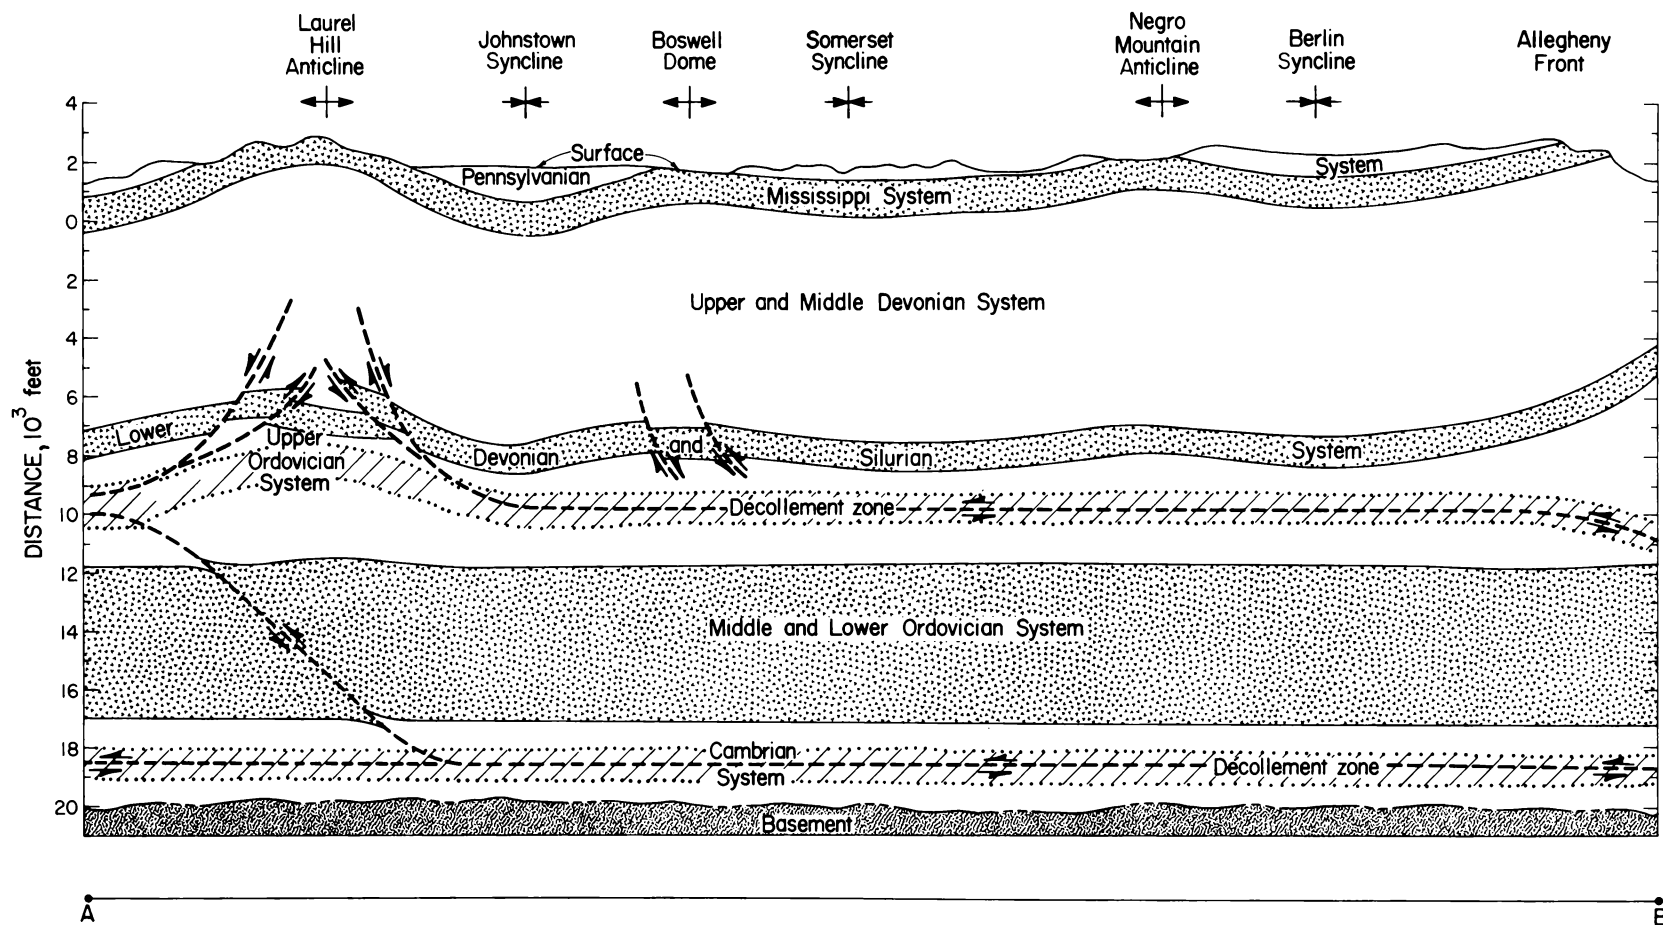 Laurel
Hill
Anticline
Johnstown
Syncline
Boswell
Dome
Somerset
Syncline
Negro
Mountain
Anticline
Berlin
Syncline
Allegheny
Front
4
2
0
2
4
6
8
10
12
14
16
18
20
DISTANCE, 10³ feet
Surface
Pennsylvanian
System
Mississippi System
Upper and Middle Devonian System
Lower
Devonian
and
Silurian
System
Upper
Ordovician
System
Décollement zone
Middle and Lower Ordovician System
Cambrian
System
Décollement zone
Basement
A